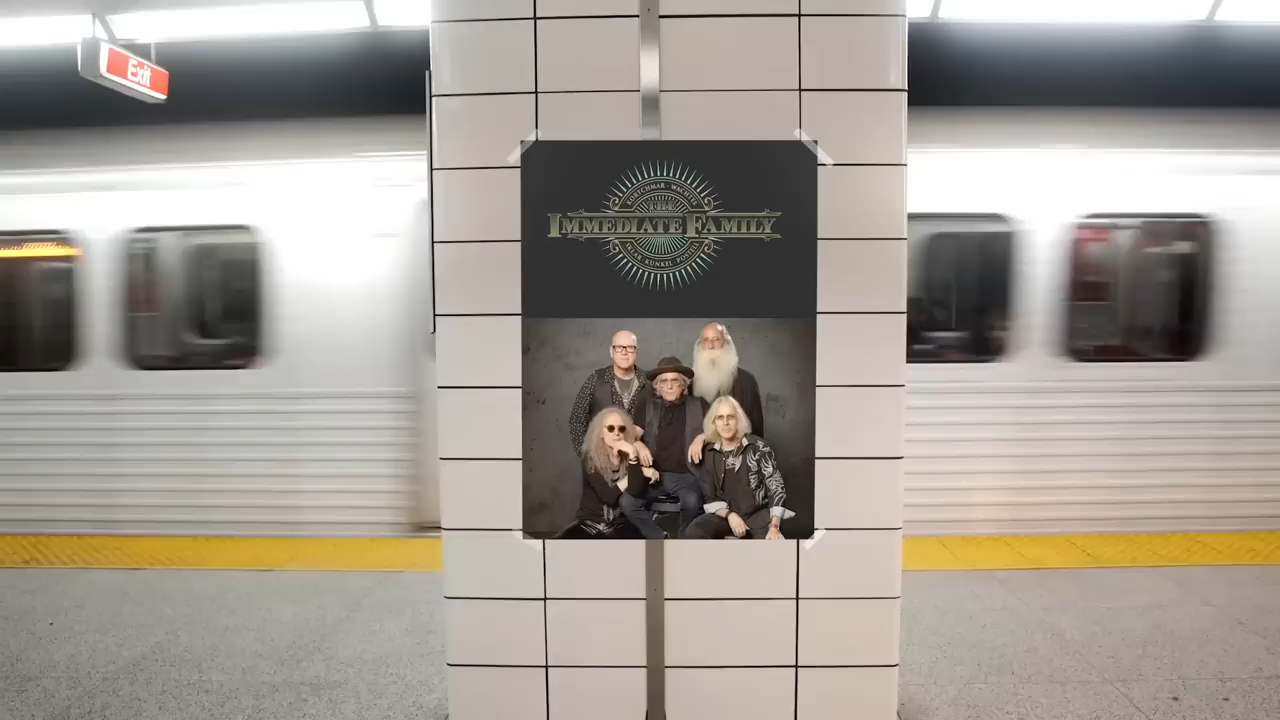 Exit
KORTCHMAR · WACHTEL
THE
IMMEDIATE FAMILY
SKLAR · KUNKEL · POSTELL